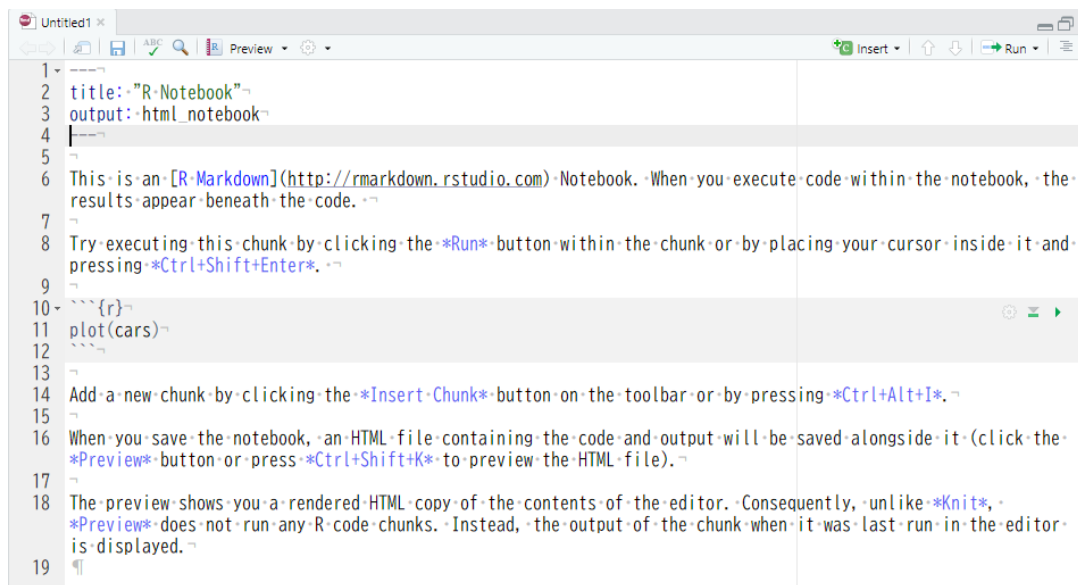 Untitled1
ABC
Preview
Insert
Run
1 ---
2 title: "R Notebook"
3 output: html_notebook
4 ---
5
6 This is an [R Markdown](http://rmarkdown.rstudio.com) Notebook. When you execute code within the notebook, the
results appear beneath the code.
7
8 Try executing this chunk by clicking the *Run* button within the chunk or by placing your cursor inside it and
pressing *Ctrl+Shift+Enter*.
9
10 ```{r}
11 plot(cars)
12 ```
13
14 Add a new chunk by clicking the *Insert Chunk* button on the toolbar or by pressing *Ctrl+Alt+I*.
15
16 When you save the notebook, an HTML file containing the code and output will be saved alongside it (click the
*Preview* button or press *Ctrl+Shift+K* to preview the HTML file).
17
18 The preview shows you a rendered HTML copy of the contents of the editor. Consequently, unlike *Knit*,
*Preview* does not run any R code chunks. Instead, the output of the chunk when it was last run in the editor
is displayed.
19